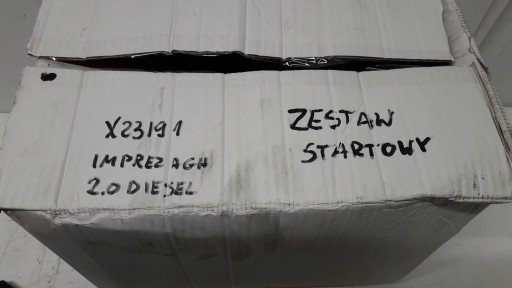 X23191
IMPREZA GH
2.0 DIESEL
ZESTAW
STARTOWY